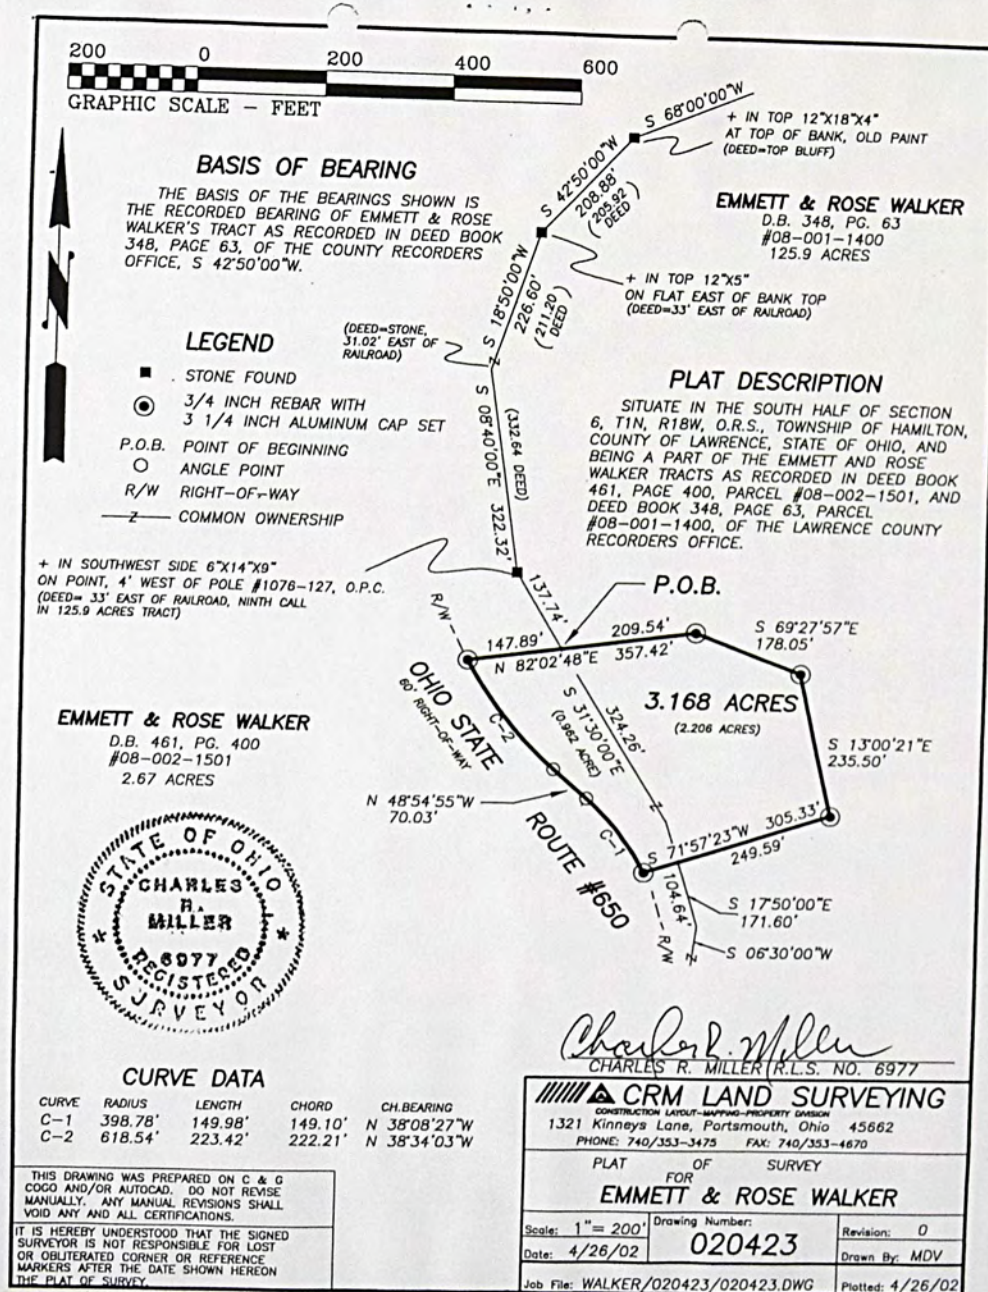 200 0 200 400 600
GRAPHIC SCALE - FEET
BASIS OF BEARING
THE BASIS OF THE BEARINGS SHOWN IS
THE RECORDED BEARING OF EMMETT & ROSE
WALKER'S TRACT AS RECORDED IN DEED BOOK
348, PAGE 63, OF THE COUNTY RECORDERS
OFFICE, S 42°50'00"W.
S 68°00'00"W
+ IN TOP 12"X18"X4"
AT TOP OF BANK, OLD PAINT
(DEED=TOP BLUFF)
S 42°50'00"W
208.88'
(205.92
DEED)
EMMETT & ROSE WALKER
D.B. 348, PG. 63
#08-001-1400
125.9 ACRES
+ IN TOP 12"X5"
ON FLAT EAST OF BANK TOP
(DEED=33' EAST OF RAILROAD)
S 18°50'00"W
226.60'
(211.20
DEED)
(DEED=STONE,
31.02' EAST OF
RAILROAD)
Z
LEGEND
STONE FOUND
3/4 INCH REBAR WITH
3 1/4 INCH ALUMINUM CAP SET
P.O.B. POINT OF BEGINNING
ANGLE POINT
R/W RIGHT-OF-WAY
Z COMMON OWNERSHIP
S 08°40'00"E 322.32'
(332.64 DEED)
PLAT DESCRIPTION
SITUATE IN THE SOUTH HALF OF SECTION
6, T1N, R18W, O.R.S., TOWNSHIP OF HAMILTON,
COUNTY OF LAWRENCE, STATE OF OHIO, AND
BEING A PART OF THE EMMETT AND ROSE
WALKER TRACTS AS RECORDED IN DEED BOOK
461, PAGE 400, PARCEL #08-002-1501, AND
DEED BOOK 348, PAGE 63, PARCEL
#08-001-1400, OF THE LAWRENCE COUNTY
RECORDERS OFFICE.
+ IN SOUTHWEST SIDE 6"X14"X9"
ON POINT, 4' WEST OF POLE #1076-127, O.P.C.
(DEED= 33' EAST OF RAILROAD, NINTH CALL
IN 125.9 ACRES TRACT)
137.74'
P.O.B.
R/W
147.89' 209.54'
N 82°02'48"E 357.42'
S 69°27'57"E
178.05'
OHIO STATE
60' RIGHT-OF-WAY
C-2
S 31°30'00"E
324.26'
(0.962 ACRE)
3.168 ACRES
(2.206 ACRES)
S 13°00'21"E
235.50'
EMMETT & ROSE WALKER
D.B. 461, PG. 400
#08-002-1501
2.67 ACRES
N 48°54'55"W
70.03'
Z
ROUTE #650
C-1
S 71°57'23"W 305.33'
249.59'
104.64'
S 17°50'00"E
171.60'
R/W
Z
S 06°30'00"W
STATE OF OHIO
CHARLES
R.
MILLER
6977
REGISTERED
SURVEYOR
Charles R. Miller
CHARLES R. MILLER R.L.S. NO. 6977
CURVE DATA
CURVE RADIUS LENGTH CHORD CH.BEARING
C-1 398.78' 149.98' 149.10' N 38°08'27"W
C-2 618.54' 223.42' 222.21' N 38°34'03"W
THIS DRAWING WAS PREPARED ON C & G
COGO AND/OR AUTOCAD. DO NOT REVISE
MANUALLY. ANY MANUAL REVISIONS SHALL
VOID ANY AND ALL CERTIFICATIONS.
IT IS HEREBY UNDERSTOOD THAT THE SIGNED
SURVEYOR IS NOT RESPONSIBLE FOR LOST
OR OBLITERATED CORNER OR REFERENCE
MARKERS AFTER THE DATE SHOWN HEREON
THE PLAT OF SURVEY.
CRM LAND SURVEYING
CONSTRUCTION LAYOUT-MAPPING-PROPERTY DIVISION
1321 Kinneys Lane, Portsmouth, Ohio 45662
PHONE: 740/353-3475 FAX: 740/353-4670
PLAT OF SURVEY
FOR
EMMETT & ROSE WALKER
Scale: 1"= 200'
Date: 4/26/02
Drawing Number:
020423
Revision: 0
Drawn By: MDV
Job File: WALKER/020423/020423.DWG
Plotted: 4/26/02